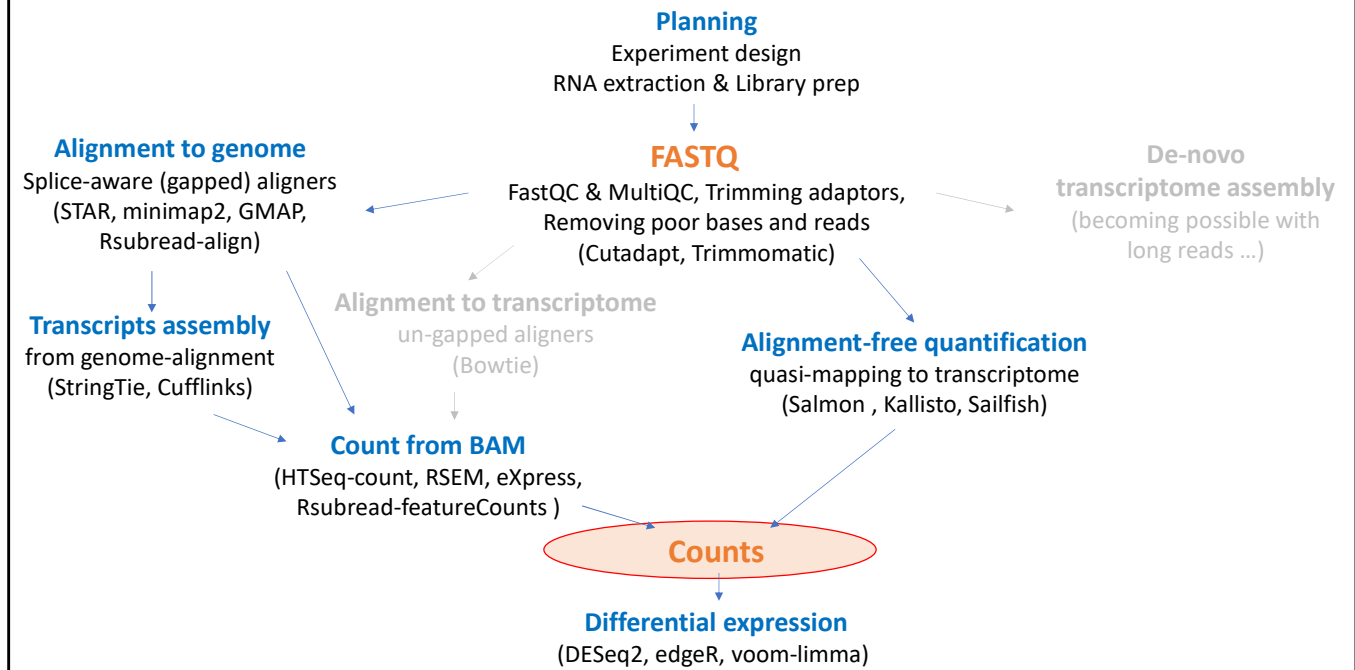 Planning
Experiment design
RNA extraction & Library prep
Alignment to genome
Splice-aware (gapped) aligners
(STAR, minimap2, GMAP,
Rsubread-align)
FASTQ
FastQC & MultiQC, Trimming adaptors,
Removing poor bases and reads
(Cutadapt, Trimmomatic)
De-novo
transcriptome assembly
(becoming possible with
long reads ...)
Transcripts assembly
from genome-alignment
(StringTie, Cufflinks)
Alignment to transcriptome
un-gapped aligners
(Bowtie)
Alignment-free quantification
quasi-mapping to transcriptome
(Salmon , Kallisto, Sailfish)
Count from BAM
(HTSeq-count, RSEM, eXpress,
Rsubread-featureCounts )
Counts
Differential expression
(DESeq2, edgeR, voom-limma)